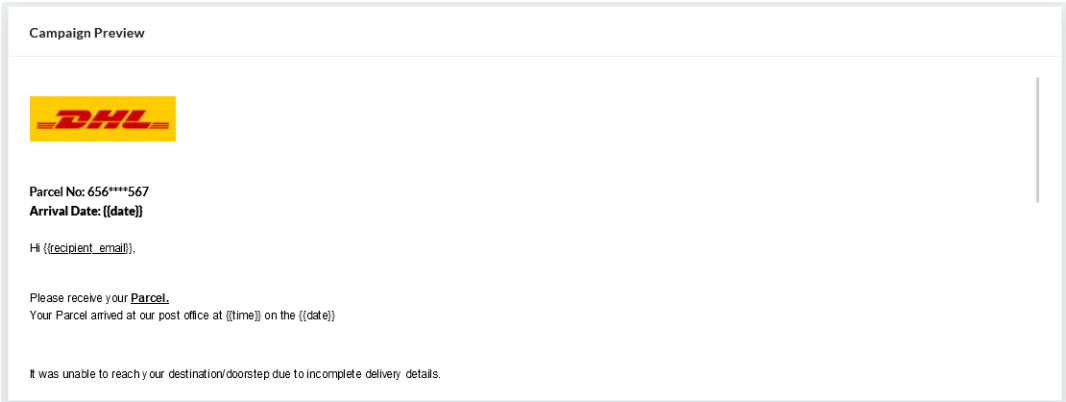 Campaign Preview
DHL
Parcel No: 656****567
Arrival Date: {{date}}
Hi {{recipient_email}},
Please receive your Parcel.
Your Parcel arrived at our post office at {{time}} on the {{date}}
It was unable to reach your destination/doorstep due to incomplete delivery details.